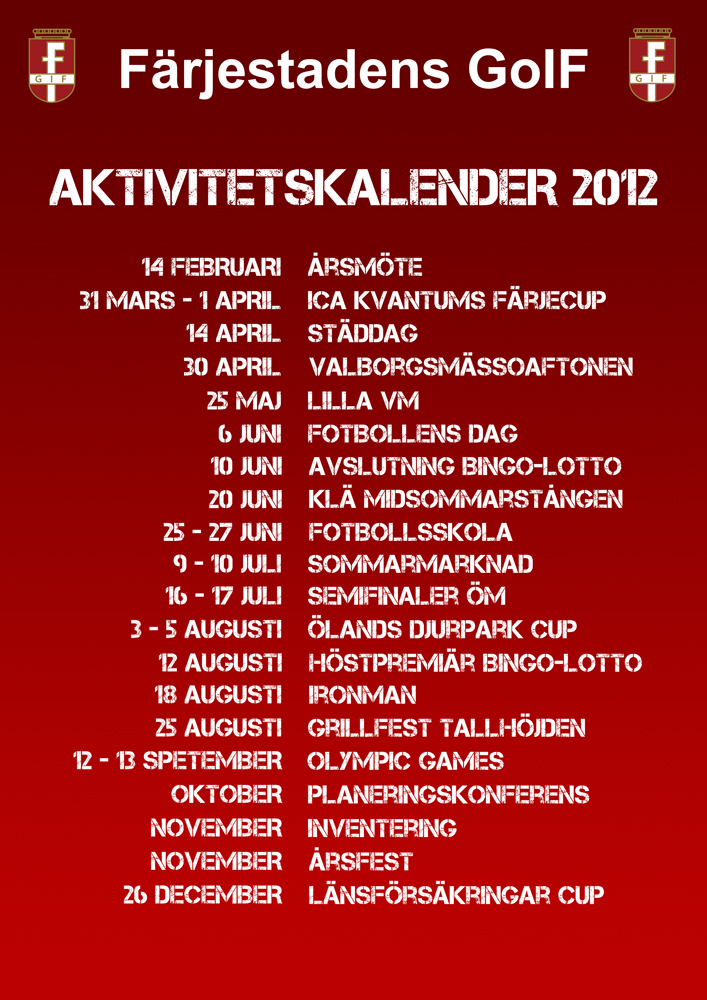 F
GIF
Färjestadens GoIF
F
GIF
AKTIVITETSKALENDER 2012
14 FEBRUARI ÅRSMÖTE
31 MARS - 1 APRIL ICA KVANTUMS FÄRJECUP
14 APRIL STÄDDAG
30 APRIL VALBORGSMÄSSOAFTONEN
25 MAJ LILLA VM
6 JUNI FOTBOLLENS DAG
10 JUNI AVSLUTNING BINGO-LOTTO
20 JUNI KLÄ MIDSOMMARSTÅNGEN
25 - 27 JUNI FOTBOLLSSKOLA
9 - 10 JULI SOMMARMARKNAD
16 - 17 JULI SEMIFINALER ÖM
3 - 5 AUGUSTI ÖLANDS DJURPARK CUP
12 AUGUSTI HÖSTPREMIÄR BINGO-LOTTO
18 AUGUSTI IRONMAN
25 AUGUSTI GRILLFEST TALLHÖJDEN
12 - 13 SPETEMBER OLYMPIC GAMES
OKTOBER PLANERINGSKONFERENS
NOVEMBER INVENTERING
NOVEMBER ÅRSFEST
26 DECEMBER LÄNSFÖRSÄKRINGAR CUP